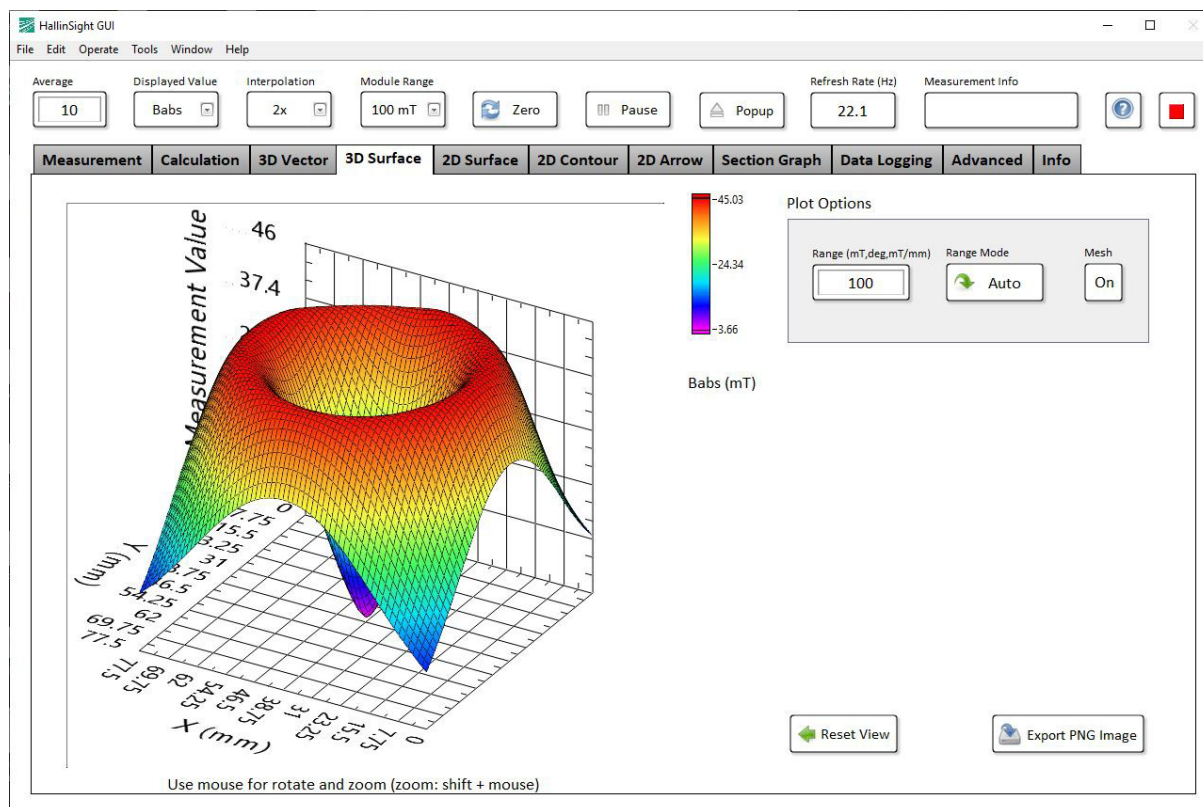 HallinSight GUI
File Edit Operate Tools Window Help
Average Displayed Value Interpolation Module Range Refresh Rate (Hz) Measurement Info
10 Babs 2x 100 mT Zero Pause Popup 22.1
Measurement Calculation 3D Vector 3D Surface 2D Surface 2D Contour 2D Arrow Section Graph Data Logging Advanced Info
Measurement Value
46
37.4
0
7.75
15.5
31
54.25
62
69.75
77.5
Y (mm)
77.5
69.75
62
54.25
46.5
38.75
31
23.25
15.5
7.75
0
X (mm)
45.03
24.34
3.66
Babs (mT)
Plot Options
Range (mT,deg,mT/mm) Range Mode Mesh
100 Auto On
Reset View Export PNG Image
Use mouse for rotate and zoom (zoom: shift + mouse)